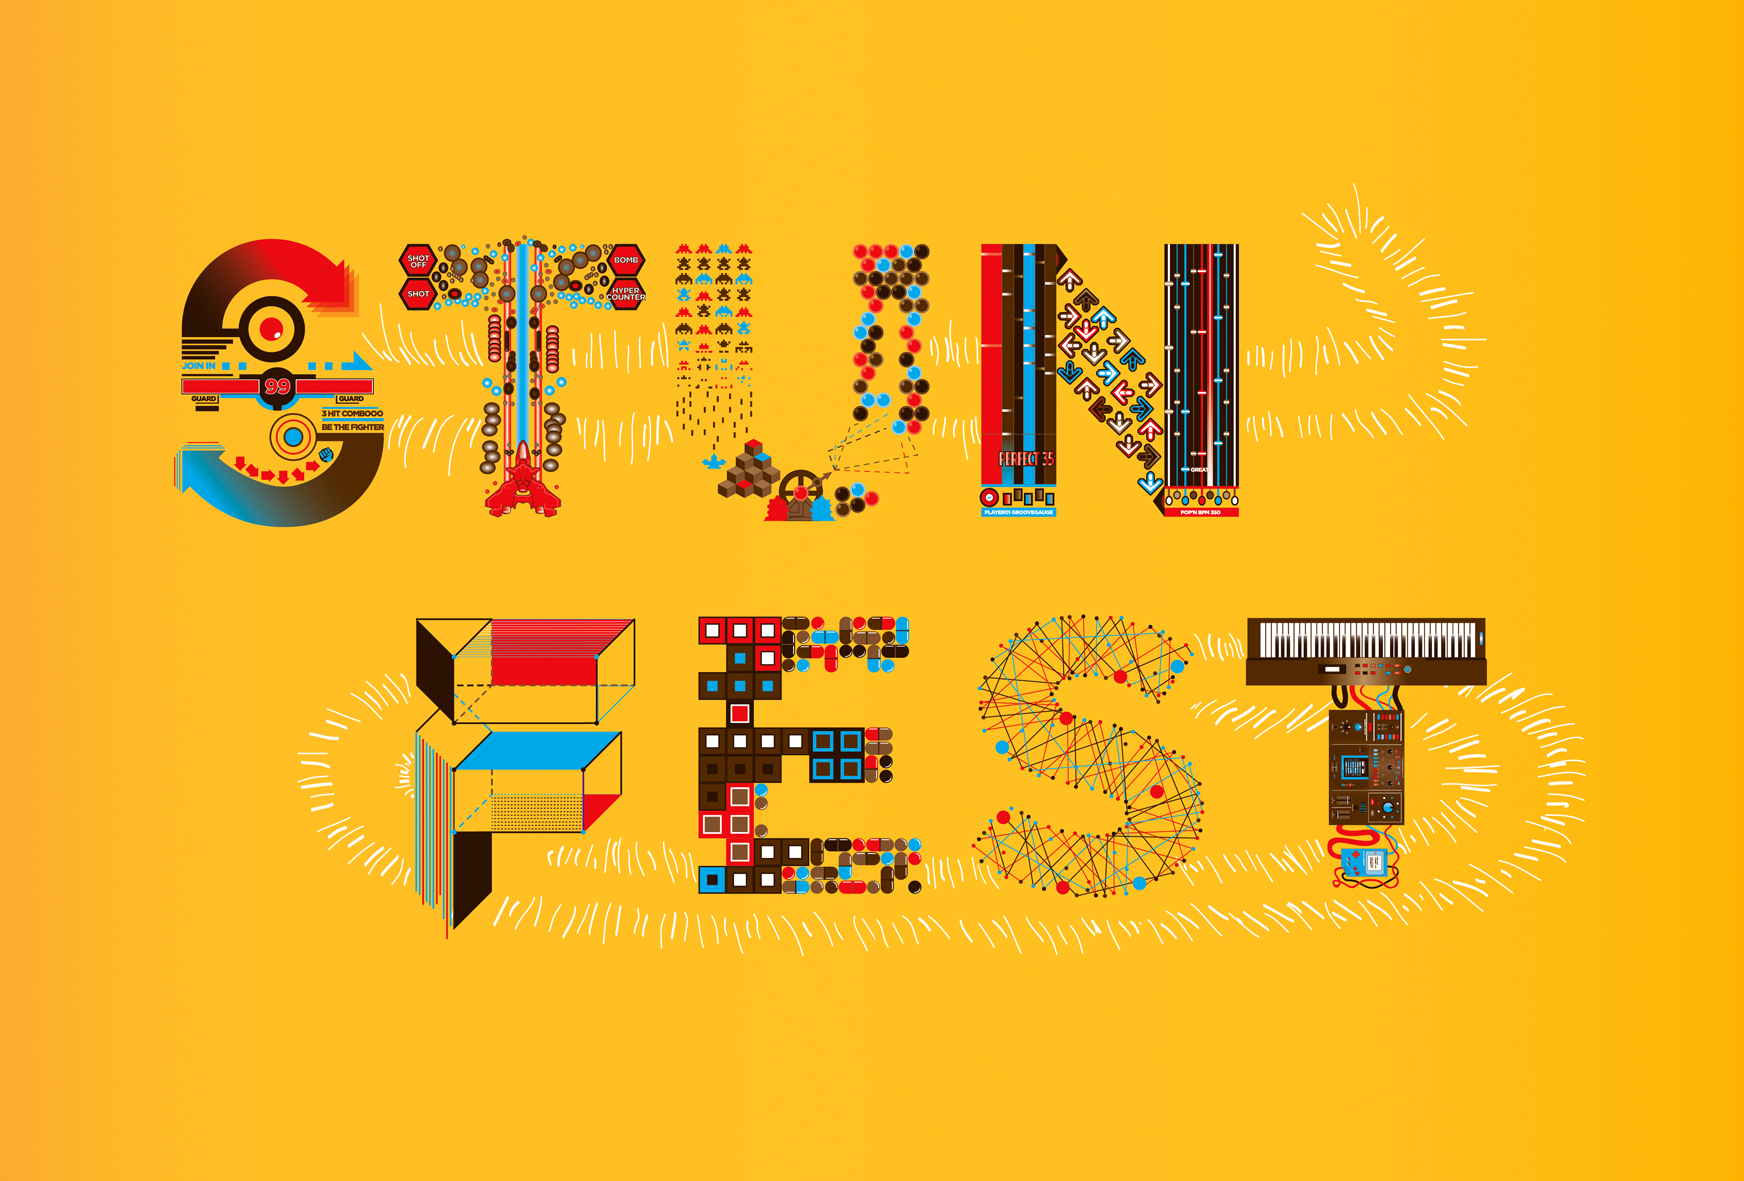 STUN
SHOT OFF
BOMB
SHOT
HYPER COUNTER
JOIN IN
99
GUARD
GUARD
3 HIT COMBOOO
BE THE FIGHTER
PERFECT 35
GREAT
PLAYER01 GROOVEGAUGE
POP'N BPM 350
FEST